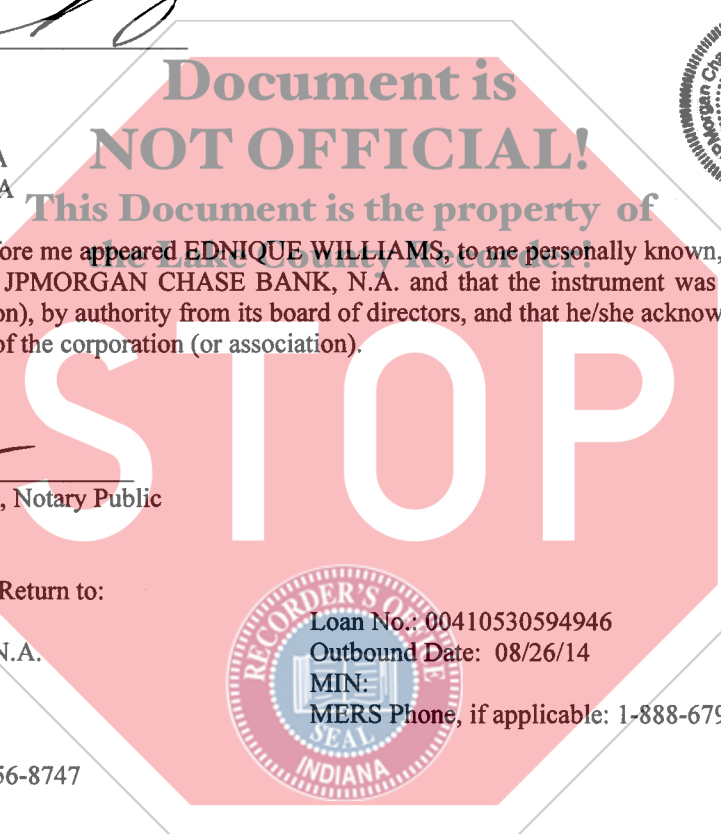 Document is
NOT OFFICIAL!
A
A
This Document is the property of
the Lake County Recorder!
ore me appeared EDNIQUE WILLIAMS, to me personally known,
JPMORGAN CHASE BANK, N.A. and that the instrument was
on), by authority from its board of directors, and that he/she acknow
of the corporation (or association).
STOP
, Notary Public
Return to:
Loan No.: 00410530594946
N.A.
Outbound Date: 08/26/14
MIN:
MERS Phone, if applicable: 1-888-679
56-8747
RECORDER'S OFFICE
SEAL
INDIANA
Morgan Cha